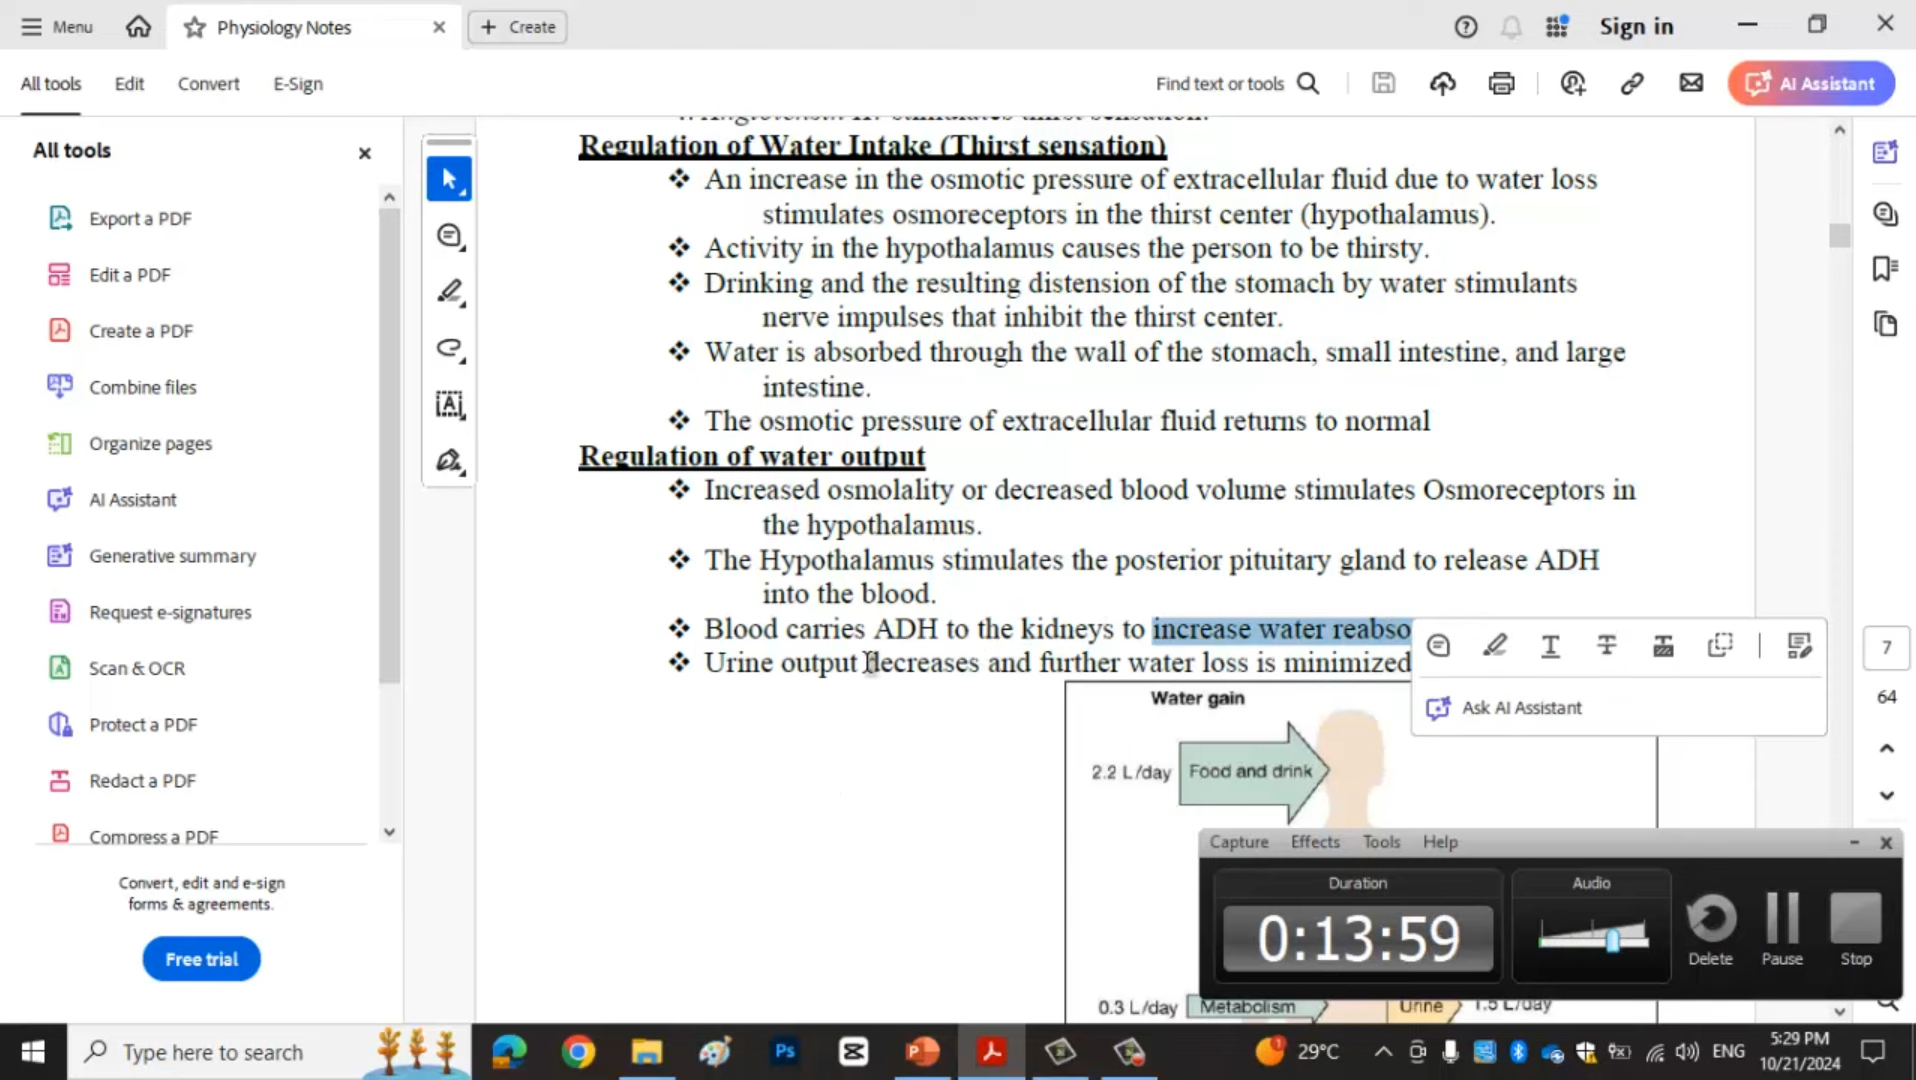 Menu
Physiology Notes
Create
Sign in
All tools
Edit
Convert
E-Sign
Find text or tools
AI Assistant
All tools
Export a PDF
Edit a PDF
Create a PDF
Combine files
Organize pages
AI Assistant
Generative summary
Request e-signatures
Scan & OCR
Protect a PDF
Redact a PDF
Compress a PDF
Convert, edit and e-sign
forms & agreements.
Free trial
Regulation of Water Intake (Thirst sensation)
❖ An increase in the osmotic pressure of extracellular fluid due to water loss
stimulates osmoreceptors in the thirst center (hypothalamus).
❖ Activity in the hypothalamus causes the person to be thirsty.
❖ Drinking and the resulting distension of the stomach by water stimulants
nerve impulses that inhibit the thirst center.
❖ Water is absorbed through the wall of the stomach, small intestine, and large
intestine.
❖ The osmotic pressure of extracellular fluid returns to normal
Regulation of water output
❖ Increased osmolality or decreased blood volume stimulates Osmoreceptors in
the hypothalamus.
❖ The Hypothalamus stimulates the posterior pituitary gland to release ADH
into the blood.
❖ Blood carries ADH to the kidneys to increase water reabso
❖ Urine output decreases and further water loss is minimized
Ask AI Assistant
7
64
Water gain
2.2 L/day
Food and drink
0.3 L/day
Metabolism
Urine
1.5 L/day
Capture
Effects
Tools
Help
Duration
0:13:59
Audio
Delete
Pause
Stop
Type here to search
Ps
29°C
ENG
5:29 PM
10/21/2024